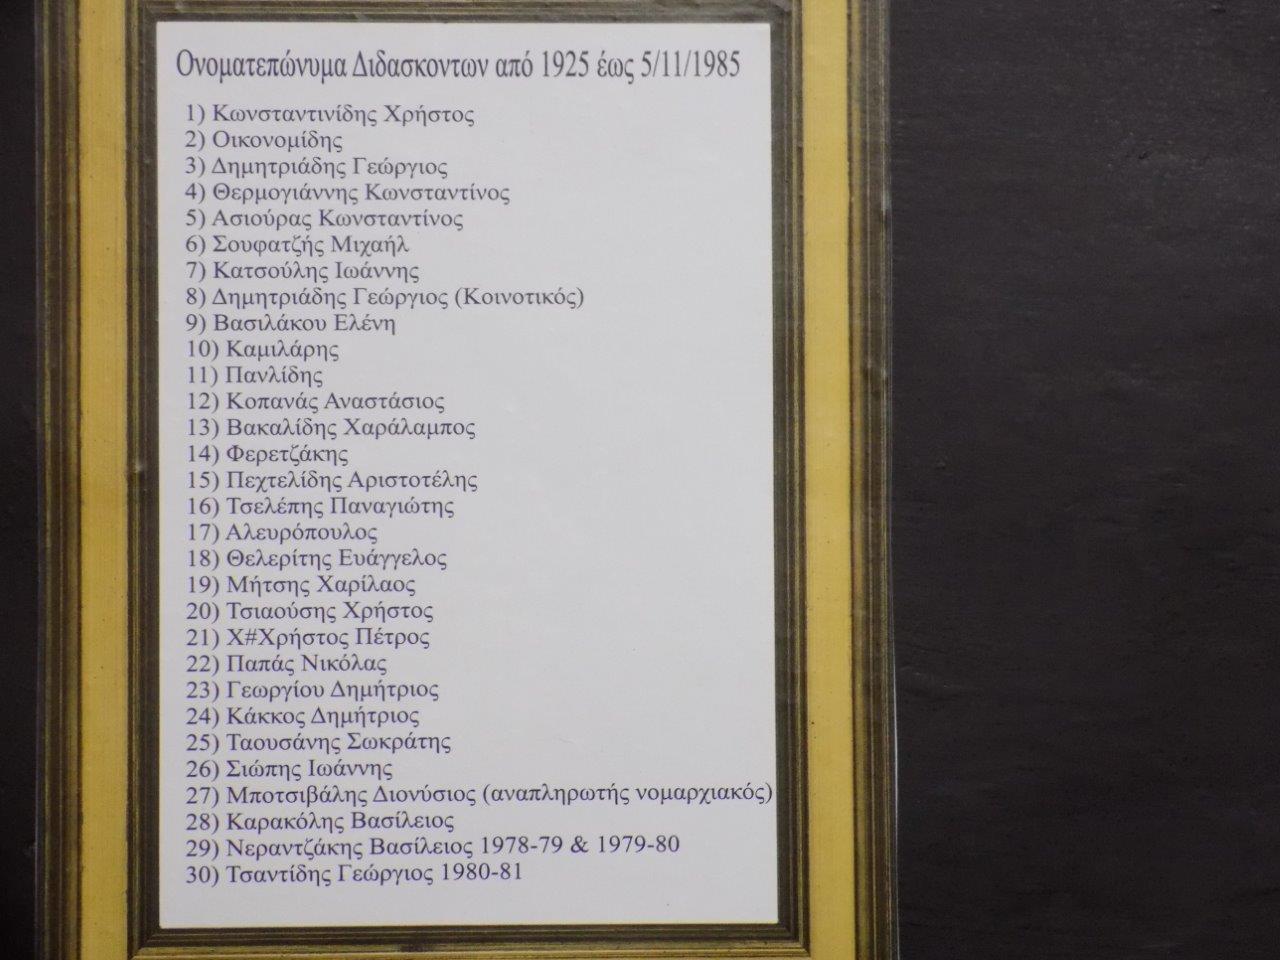 Ονοματεπώνυμα Διδασκοντων από 1925 έως 5/11/1985
1) Κωνσταντινίδης Χρήστος
2) Οικονομίδης
3) Δημητριάδης Γεώργιος
4) Θερμογιάννης Κωνσταντίνος
5) Ασιούρας Κωνσταντίνος
6) Σουφατζής Μιχαήλ
7) Κατσούλης Ιωάννης
8) Δημητριάδης Γεώργιος (Κοινοτικός)
9) Βασιλάκου Ελένη
10) Καμιλάρης
11) Πανλίδης
12) Κοπανάς Αναστάσιος
13) Βακαλίδης Χαράλαμπος
14) Φερετζάκης
15) Πεχτελίδης Αριστοτέλης
16) Τσελέπης Παναγιώτης
17) Αλευρόπουλος
18) Θελερίτης Ευάγγελος
19) Μήτσης Χαρίλαος
20) Τσιαούσης Χρήστος
21) Χ#Χρήστος Πέτρος
22) Παπάς Νικόλας
23) Γεωργίου Δημήτριος
24) Κάκκος Δημήτριος
25) Ταουσάνης Σωκράτης
26) Σιώπης Ιωάννης
27) Μποτσιβάλης Διονύσιος (αναπληρωτής νομαρχιακός)
28) Καρακόλης Βασίλειος
29) Νεραντζάκης Βασίλειος 1978-79 & 1979-80
30) Τσαντίδης Γεώργιος 1980-81